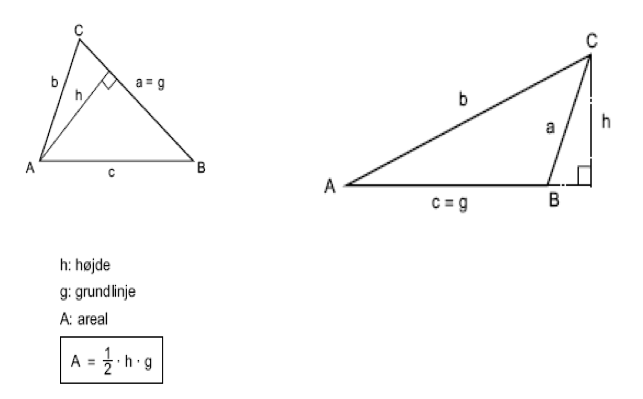 C
b
h
a = g
A
c
B
C
b
a
h
A
c = g
B
h: højde
g: grundlinje
A: areal
A = 1/2 · h · g